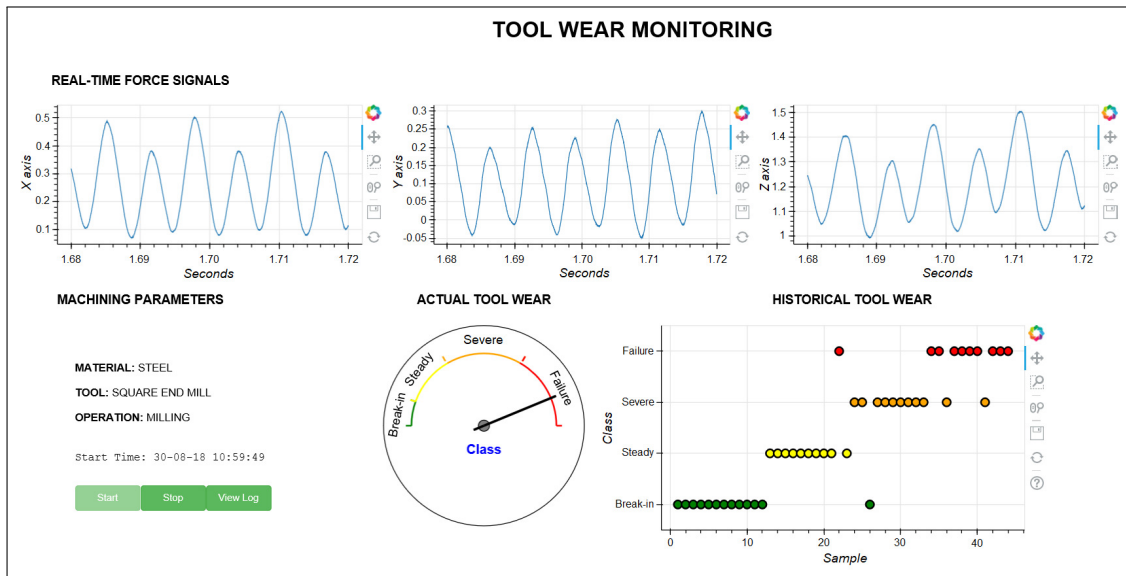 TOOL WEAR MONITORING
REAL-TIME FORCE SIGNALS
X axis
0.5
0.4
0.3
0.2
0.1
1.68
1.69
1.70
1.71
1.72
Seconds
Y axis
0.3
0.25
0.2
0.15
0.1
0.05
0
-0.05
1.68
1.69
1.70
1.71
1.72
Seconds
Z axis
1.5
1.4
1.3
1.2
1.1
1
1.68
1.69
1.70
1.71
1.72
Seconds
MACHINING PARAMETERS
MATERIAL: STEEL
TOOL: SQUARE END MILL
OPERATION: MILLING
Start Time: 30-08-18 10:59:49
Start
Stop
View Log
ACTUAL TOOL WEAR
Break-in
Steady
Severe
Failure
Class
HISTORICAL TOOL WEAR
Class
Failure
Severe
Steady
Break-in
0
10
20
30
40
Sample